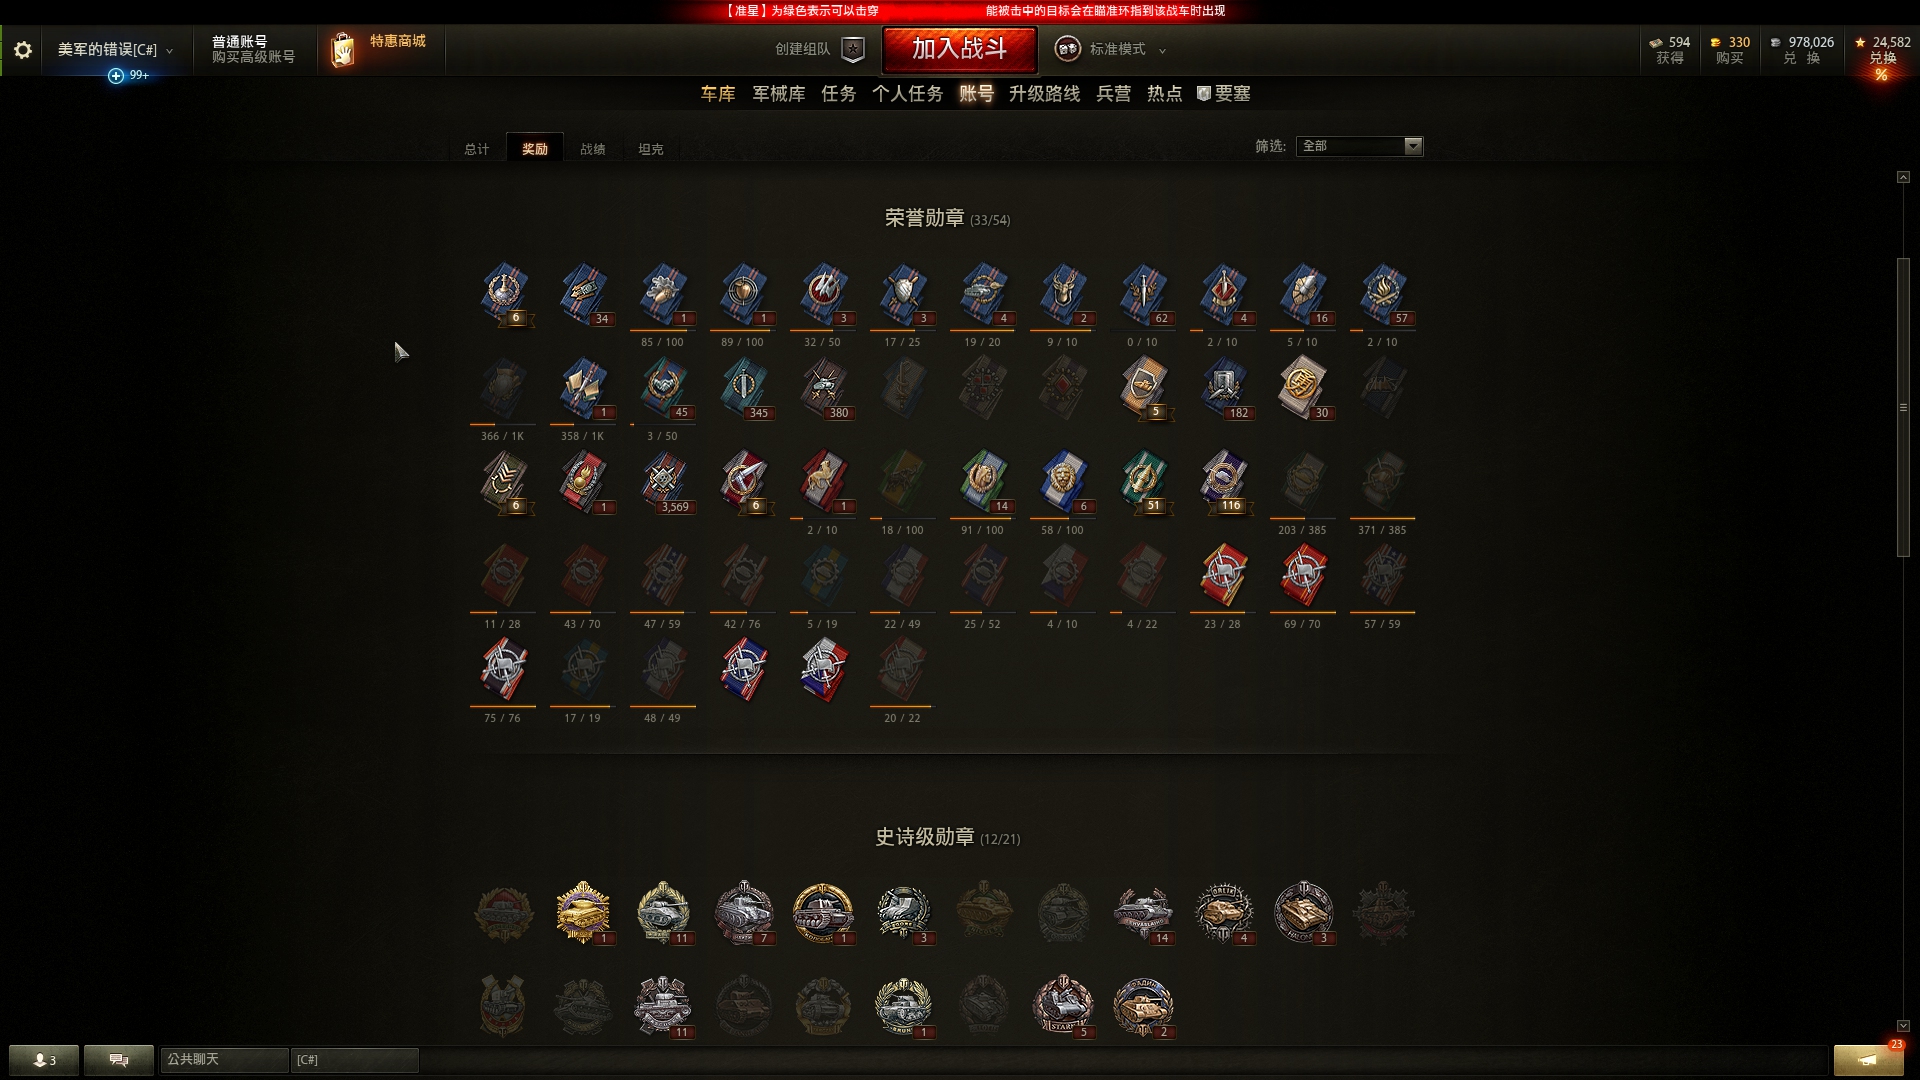 【准星】为绿色表示可以击穿 能被击中的目标会在瞄准环指到该战车时出现
美军的错误[C#]
99+
普通账号
购买高级账号
特惠商城
创建组队
加入战斗
标准模式
594
获得
330
购买
978,026
兑 换
24,582
兑换
%
车库 军械库 任务 个人任务 账号 升级路线 兵营 热点 要塞
总计 奖励 战绩 坦克
筛选: 全部
荣誉勋章 (33/54)
6 34 1 1 3 3 4 2 62 4 16 57
85 / 100 89 / 100 32 / 50 17 / 25 19 / 20 9 / 10 0 / 10 2 / 10 5 / 10 2 / 10
1 45 345 380 5 182 30
366 / 1K 358 / 1K 3 / 50
6 1 3,569 6 1 14 6 51 116
2 / 10 18 / 100 91 / 100 58 / 100 203 / 385 371 / 385
11 / 28 43 / 70 47 / 59 42 / 76 5 / 19 22 / 49 25 / 52 4 / 10 4 / 22 23 / 28 69 / 70 57 / 59
75 / 76 17 / 19 48 / 49 20 / 22
史诗级勋章 (12/21)
1 11 7 1 3 14 4 3
11 1 5 2
3
公共聊天
[C#]
23